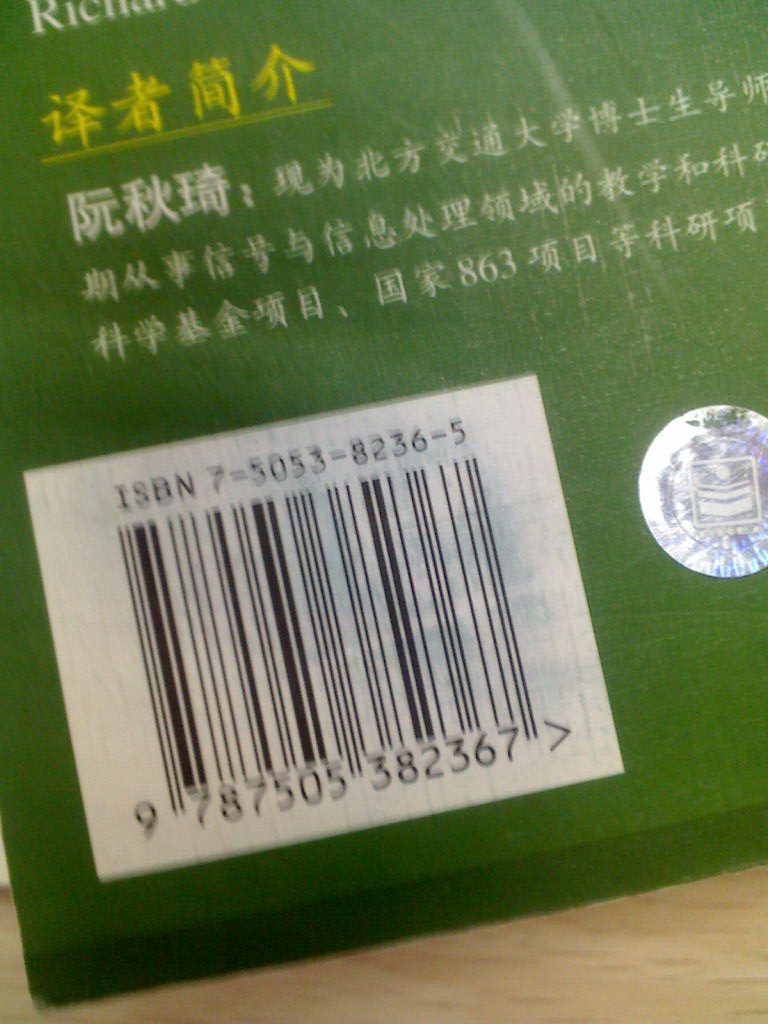 Richard
译者简介
阮秋琦：现为北方交通大学博士生导师
期从事信号与信息处理领域的教学和科研
科学基金项目、国家863项目等科研项
ISBN 7-5053-8236-5
9 787505 382367 >